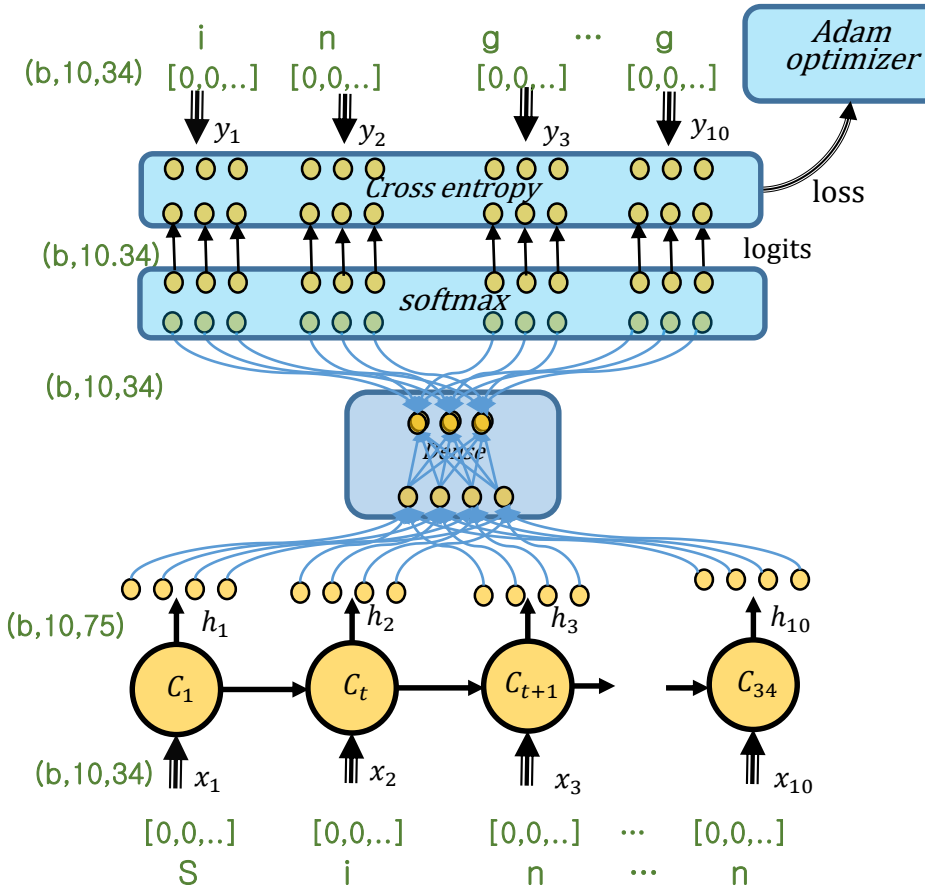 i n g ... g
Adam
optimizer
(b,10,34)
[0,0,..] [0,0,..] [0,0,..] [0,0,..]
y₁ y₂ y₃ y₁₀
Cross entropy
loss
(b,10.34)
logits
softmax
(b,10,34)
Dense
(b,10,75)
h₁ h₂ h₃ h₁₀
C₁ Cₜ Cₜ₊₁ C₃₄
(b,10,34)
x₁ x₂ x₃ x₁₀
[0,0,..] [0,0,..] [0,0,..] ... [0,0,..]
S i n ... n